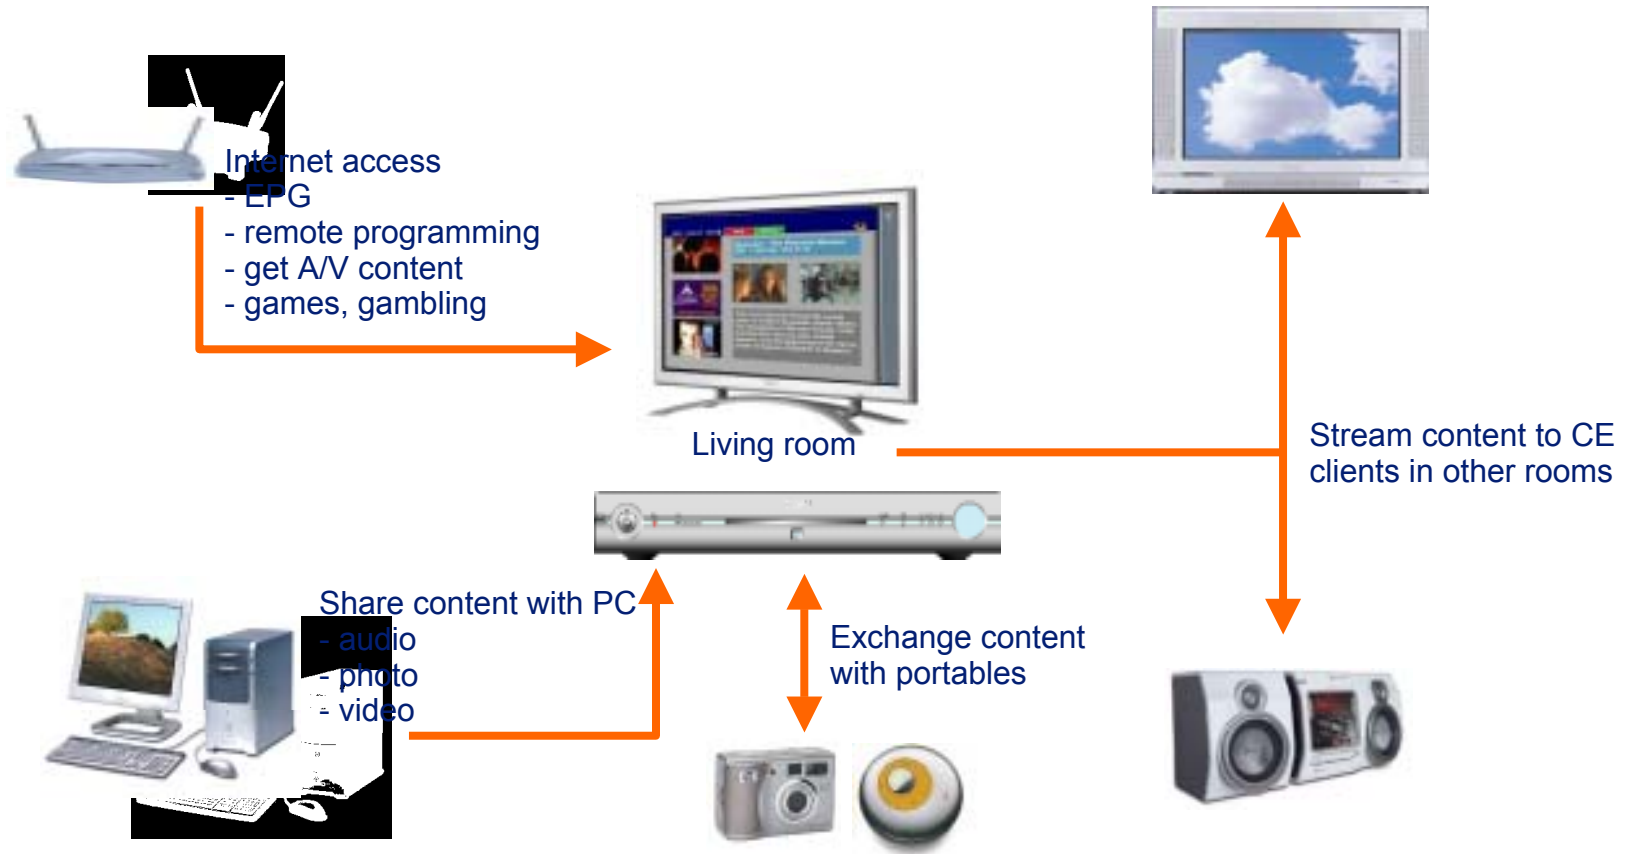 Internet access
- EPG
- remote programming
- get A/V content
- games, gambling
Living room
Stream content to CE
clients in other rooms
Share content with PC
- audio
- photo
- video
Exchange content
with portables